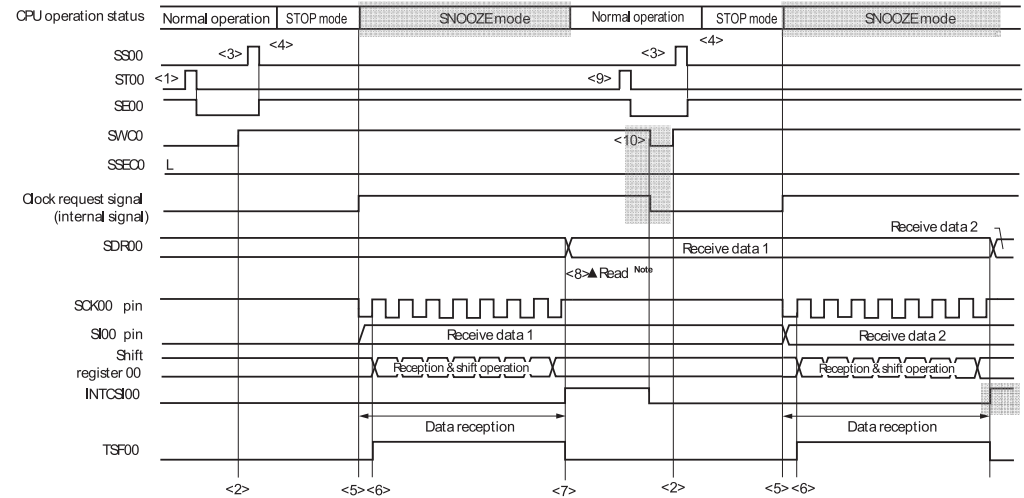 CPU operation status Normal operation STOP mode SNOOZE mode Normal operation STOP mode SNOOZE mode
<3> <4> <3> <4>
SS00
ST00 <1> <9>
SE00
SWC0 <10>
SSEC0 L
Clock request signal
(internal signal)
Receive data 2
SDR00 Receive data 1
<8>▲Read Note
SCK00 pin
SI00 pin Receive data 1 Receive data 2
Shift
register 00 Reception & shift operation Reception & shift operation
INTCSI00
Data reception Data reception
TSF00
<2> <5><6> <7> <2> <5><6>